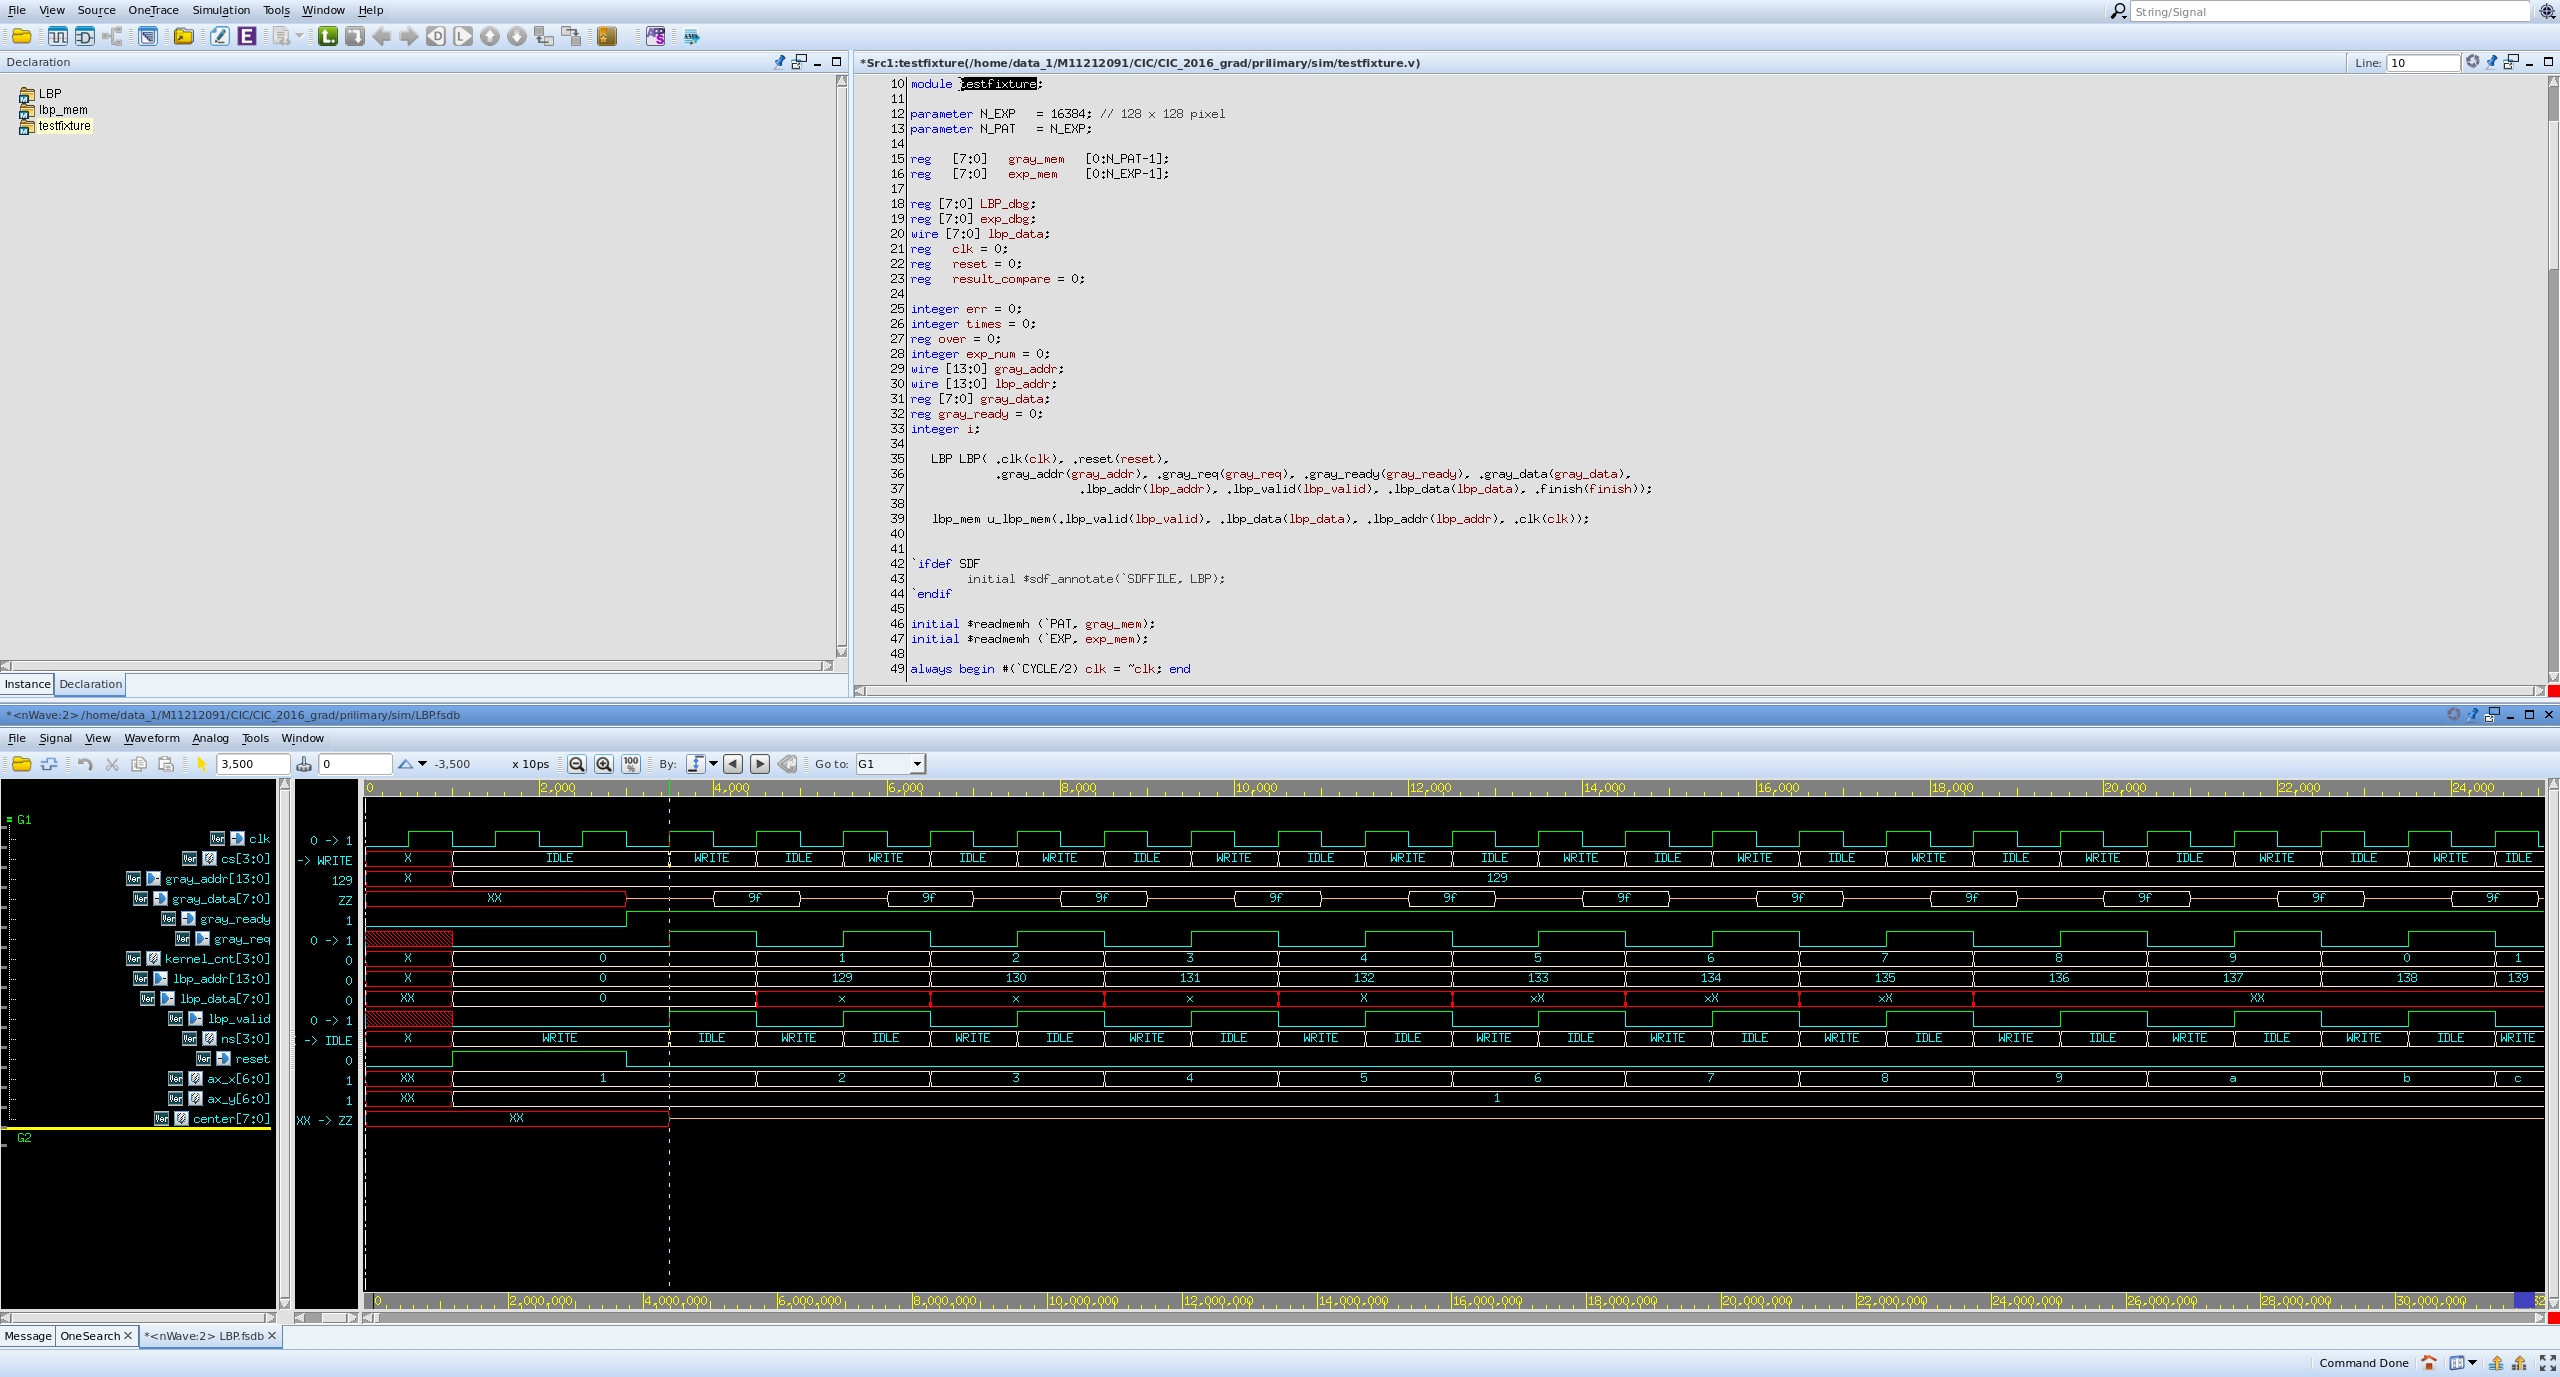 File View Source OneTrace Simulation Tools Window Help
String/Signal
Declaration
LBP
lbp_mem
testfixture
Instance Declaration
*Src1:testfixture(/home/data_1/M11212091/CIC/CIC_2016_grad/prilimary/sim/testfixture.v)
Line: 10
10 module testfixture;
11
12 parameter N_EXP   = 16384; // 128 x 128 pixel
13 parameter N_PAT   = N_EXP;
14
15 reg   [7:0]   gray_mem   [0:N_PAT-1];
16 reg   [7:0]   exp_mem    [0:N_EXP-1];
17
18 reg [7:0] LBP_dbg;
19 reg [7:0] exp_dbg;
20 wire [7:0] lbp_data;
21 reg   clk = 0;
22 reg   reset = 0;
23 reg   result_compare = 0;
24
25 integer err = 0;
26 integer times = 0;
27 reg over = 0;
28 integer exp_num = 0;
29 wire [13:0] gray_addr;
30 wire [13:0] lbp_addr;
31 reg [7:0] gray_data;
32 reg gray_ready = 0;
33 integer i;
34
35    LBP LBP( .clk(clk), .reset(reset),
36             .gray_addr(gray_addr), .gray_req(gray_req), .gray_ready(gray_ready), .gray_data(gray_data),
37                         .lbp_addr(lbp_addr), .lbp_valid(lbp_valid), .lbp_data(lbp_data), .finish(finish));
38
39    lbp_mem u_lbp_mem(.lbp_valid(lbp_valid), .lbp_data(lbp_data), .lbp_addr(lbp_addr), .clk(clk));
40
41
42 `ifdef SDF
43         initial $sdf_annotate(`SDFFILE, LBP);
44 `endif
45
46 initial $readmemh (`PAT, gray_mem);
47 initial $readmemh (`EXP, exp_mem);
48
49 always begin #(`CYCLE/2) clk = ~clk; end
*<nWave:2> /home/data_1/M11212091/CIC/CIC_2016_grad/prilimary/sim/LBP.fsdb
File Signal View Waveform Analog Tools Window
3,500 0 -3,500 x 10ps 100 % By: Go to: G1
0 2,000 4,000 6,000 8,000 10,000 12,000 14,000 16,000 18,000 20,000 22,000 24,000
G1
clk 0 -> 1
cs[3:0] -> WRITE X IDLE WRITE IDLE WRITE IDLE WRITE IDLE WRITE IDLE WRITE IDLE WRITE IDLE WRITE IDLE WRITE IDLE WRITE IDLE WRITE IDLE WRITE IDLE
gray_addr[13:0] 129 X 129
gray_data[7:0] ZZ XX 9f 9f 9f 9f 9f 9f 9f 9f 9f 9f 9f
gray_ready 1
gray_req 0 -> 1
kernel_cnt[3:0] 0 X 0 1 2 3 4 5 6 7 8 9 0 1
lbp_addr[13:0] 0 X 0 129 130 131 132 133 134 135 136 137 138 139
lbp_data[7:0] 0 XX 0 x x x X xX xX xX XX
lbp_valid 0 -> 1
ns[3:0] -> IDLE X WRITE IDLE WRITE IDLE WRITE IDLE WRITE IDLE WRITE IDLE WRITE IDLE WRITE IDLE WRITE IDLE WRITE IDLE WRITE IDLE WRITE IDLE WRITE
reset 0
ax_x[6:0] 1 XX 1 2 3 4 5 6 7 8 9 a b c
ax_y[6:0] 1 XX 1
center[7:0] XX -> ZZ XX
G2
0 2,000,000 4,000,000 6,000,000 8,000,000 10,000,000 12,000,000 14,000,000 16,000,000 18,000,000 20,000,000 22,000,000 24,000,000 26,000,000 28,000,000 30,000,000
Message OneSearch *<nWave:2> LBP.fsdb
Command Done